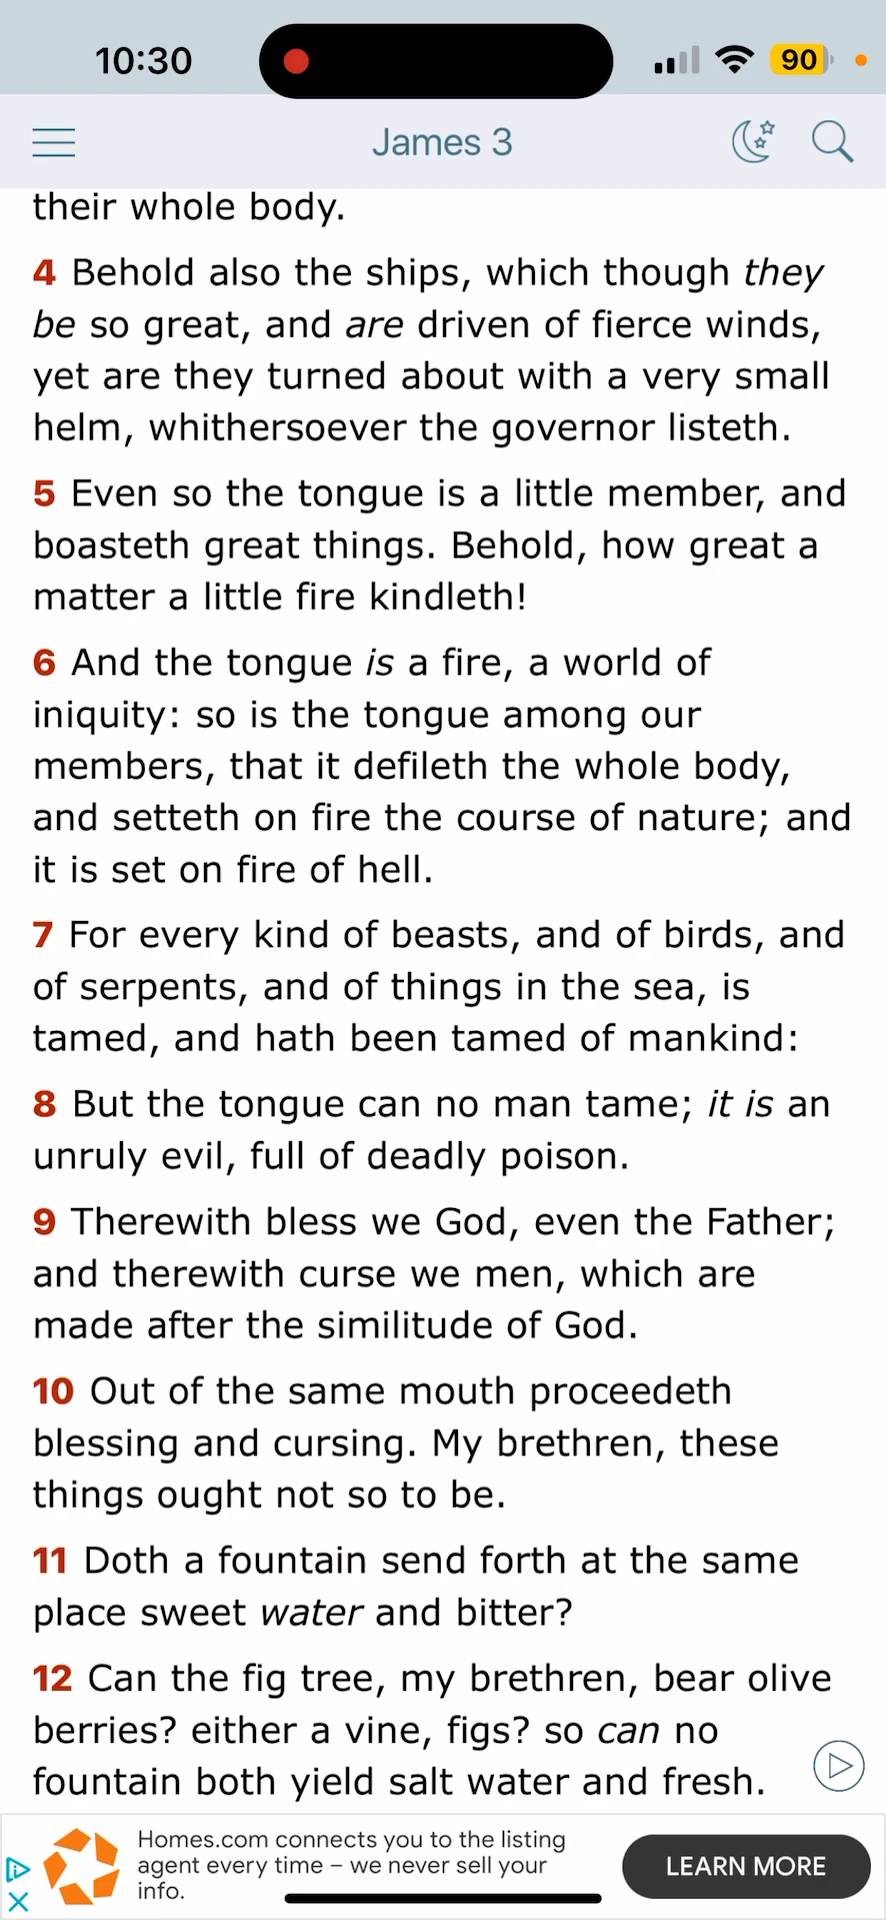 10:30
90
James 3
their whole body.
4 Behold also the ships, which though they
be so great, and are driven of fierce winds,
yet are they turned about with a very small
helm, whithersoever the governor listeth.
5 Even so the tongue is a little member, and
boasteth great things. Behold, how great a
matter a little fire kindleth!
6 And the tongue is a fire, a world of
iniquity: so is the tongue among our
members, that it defileth the whole body,
and setteth on fire the course of nature; and
it is set on fire of hell.
7 For every kind of beasts, and of birds, and
of serpents, and of things in the sea, is
tamed, and hath been tamed of mankind:
8 But the tongue can no man tame; it is an
unruly evil, full of deadly poison.
9 Therewith bless we God, even the Father;
and therewith curse we men, which are
made after the similitude of God.
10 Out of the same mouth proceedeth
blessing and cursing. My brethren, these
things ought not so to be.
11 Doth a fountain send forth at the same
place sweet water and bitter?
12 Can the fig tree, my brethren, bear olive
berries? either a vine, figs? so can no
fountain both yield salt water and fresh.
Homes.com connects you to the listing
agent every time – we never sell your
info.
LEARN MORE